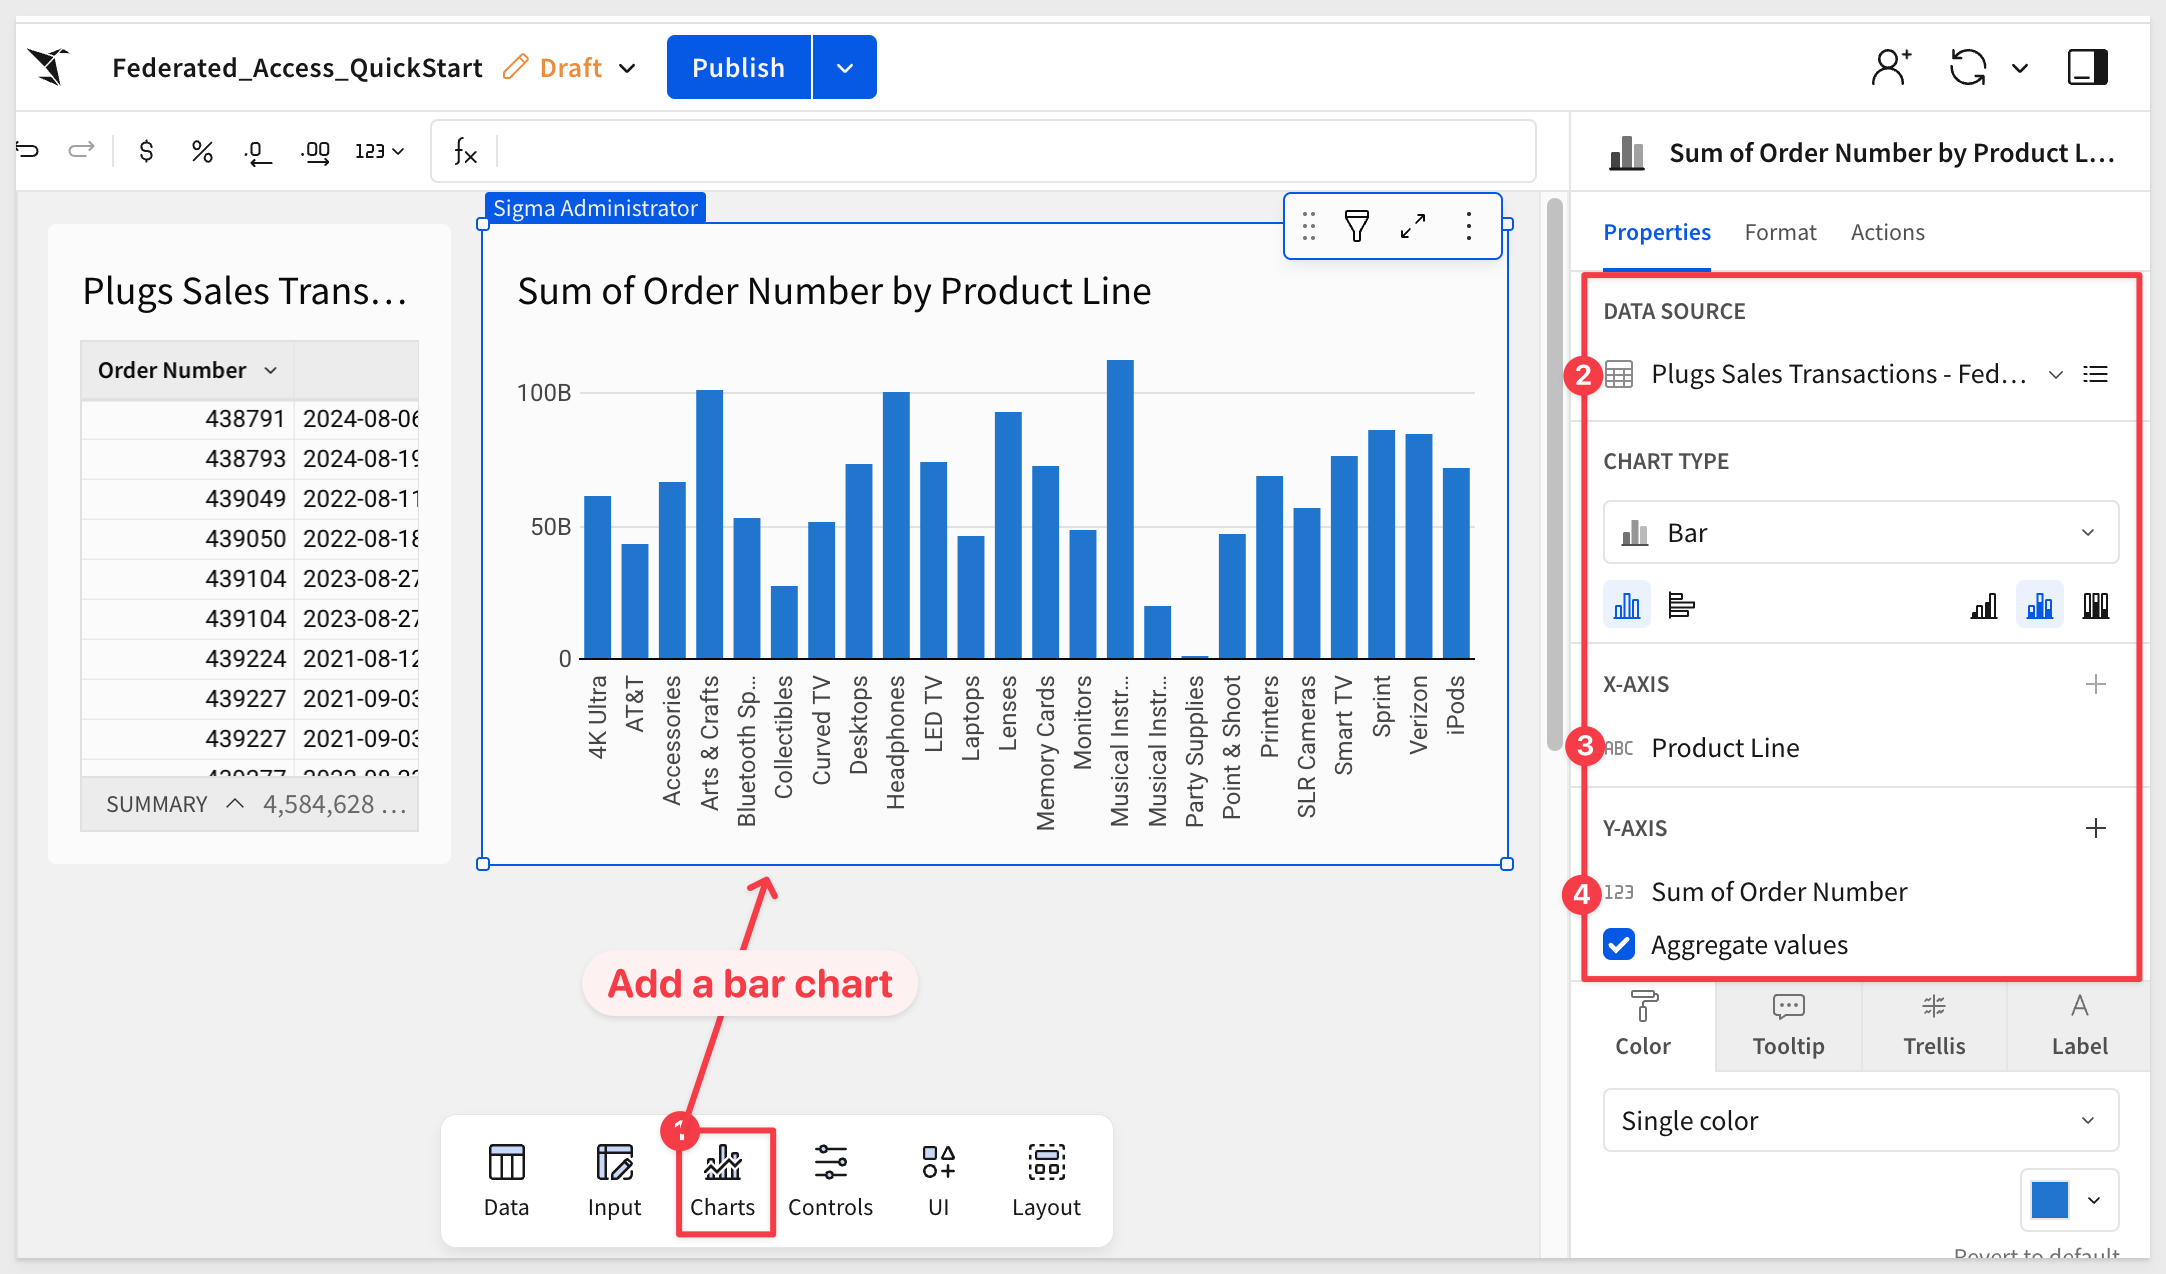 Federated_Access_QuickStart Draft Publish
$ % .0 .00 123 fx
Sum of Order Number by Product L...
Sigma Administrator
Properties Format Actions
Plugs Sales Trans...
Order Number
438791 2024-08-06
438793 2024-08-19
439049 2022-08-11
439050 2022-08-18
439104 2023-08-27
439104 2023-08-27
439224 2021-08-12
439227 2021-09-03
439227 2021-09-03
SUMMARY 4,584,628 ...
Sum of Order Number by Product Line
100B
50B
0
4K Ultra
AT&T
Accessories
Arts & Crafts
Bluetooth Sp...
Collectibles
Curved TV
Desktops
Headphones
LED TV
Laptops
Lenses
Memory Cards
Monitors
Musical Instr...
Musical Instr...
Party Supplies
Point & Shoot
Printers
SLR Cameras
Smart TV
Sprint
Verizon
iPods
Add a bar chart
1
Data Input Charts Controls UI Layout
DATA SOURCE
2 Plugs Sales Transactions - Fed...
CHART TYPE
Bar
X-AXIS
3 ABC Product Line
Y-AXIS
4 123 Sum of Order Number
Aggregate values
Color Tooltip Trellis Label
Single color
Revert to default